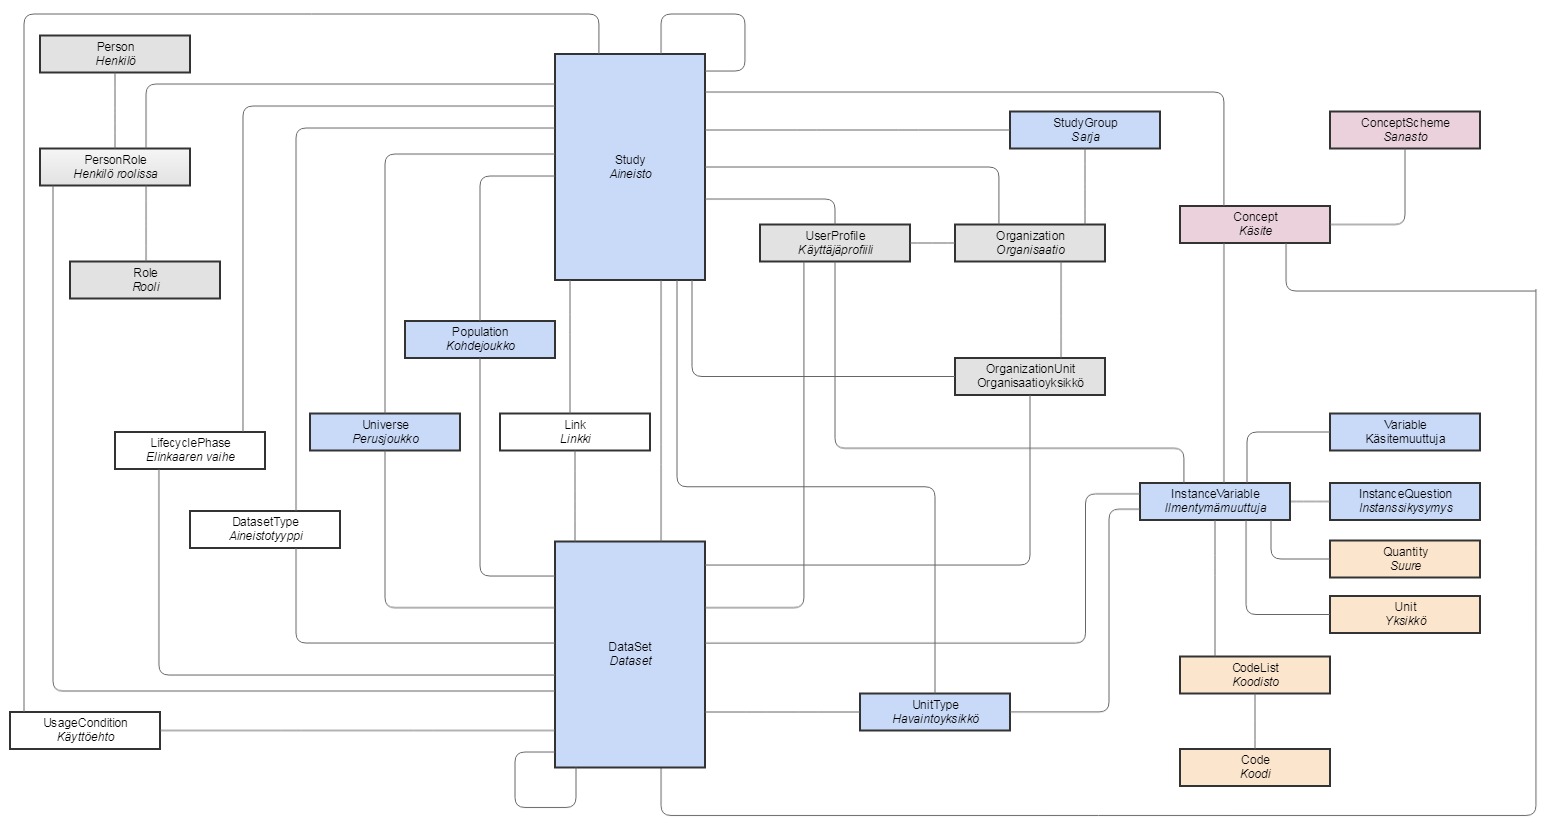 Person
Henkilö
StudyGroup
Sarja
ConceptScheme
Sanasto
Study
Aineisto
PersonRole
Henkilö roolissa
Concept
Käsite
UserProfile
Käyttäjäprofiili
Organization
Organisaatio
Role
Rooli
Population
Kohdejoukko
OrganizationUnit
Organisaatioyksikkö
Universe
Perusjoukko
Link
Linkki
Variable
Käsitemuuttuja
LifecyclePhase
Elinkaaren vaihe
InstanceVariable
Ilmentymämuuttuja
InstanceQuestion
Instanssikysymys
DatasetType
Aineistotyyppi
Quantity
Suure
Unit
Yksikkö
DataSet
Dataset
CodeList
Koodisto
UnitType
Havaintoyksikkö
UsageCondition
Käyttöehto
Code
Koodi